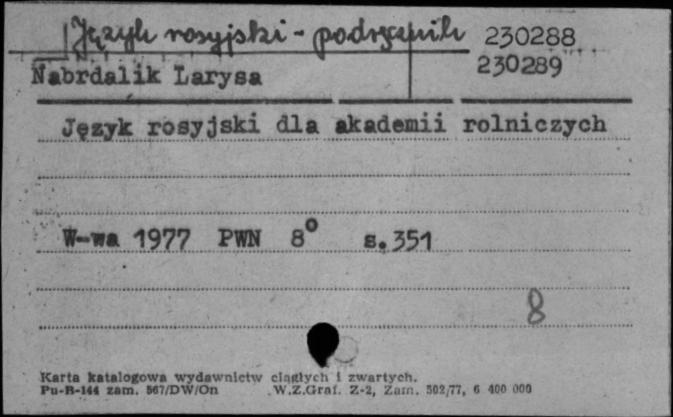 Język rosyjski - podręcznik 230288
Nabrdalik Larysa 230289
Język rosyjski dla akademii rolniczych
W-wa 1977 PWN 8° s. 351
8
Karta katalogowa wydawnictw ciągłych i zwartych.
Pu-B-144 zam. 567/DW/On W.Z.Graf. Z-2, Zam. 502/77, 6 400 000